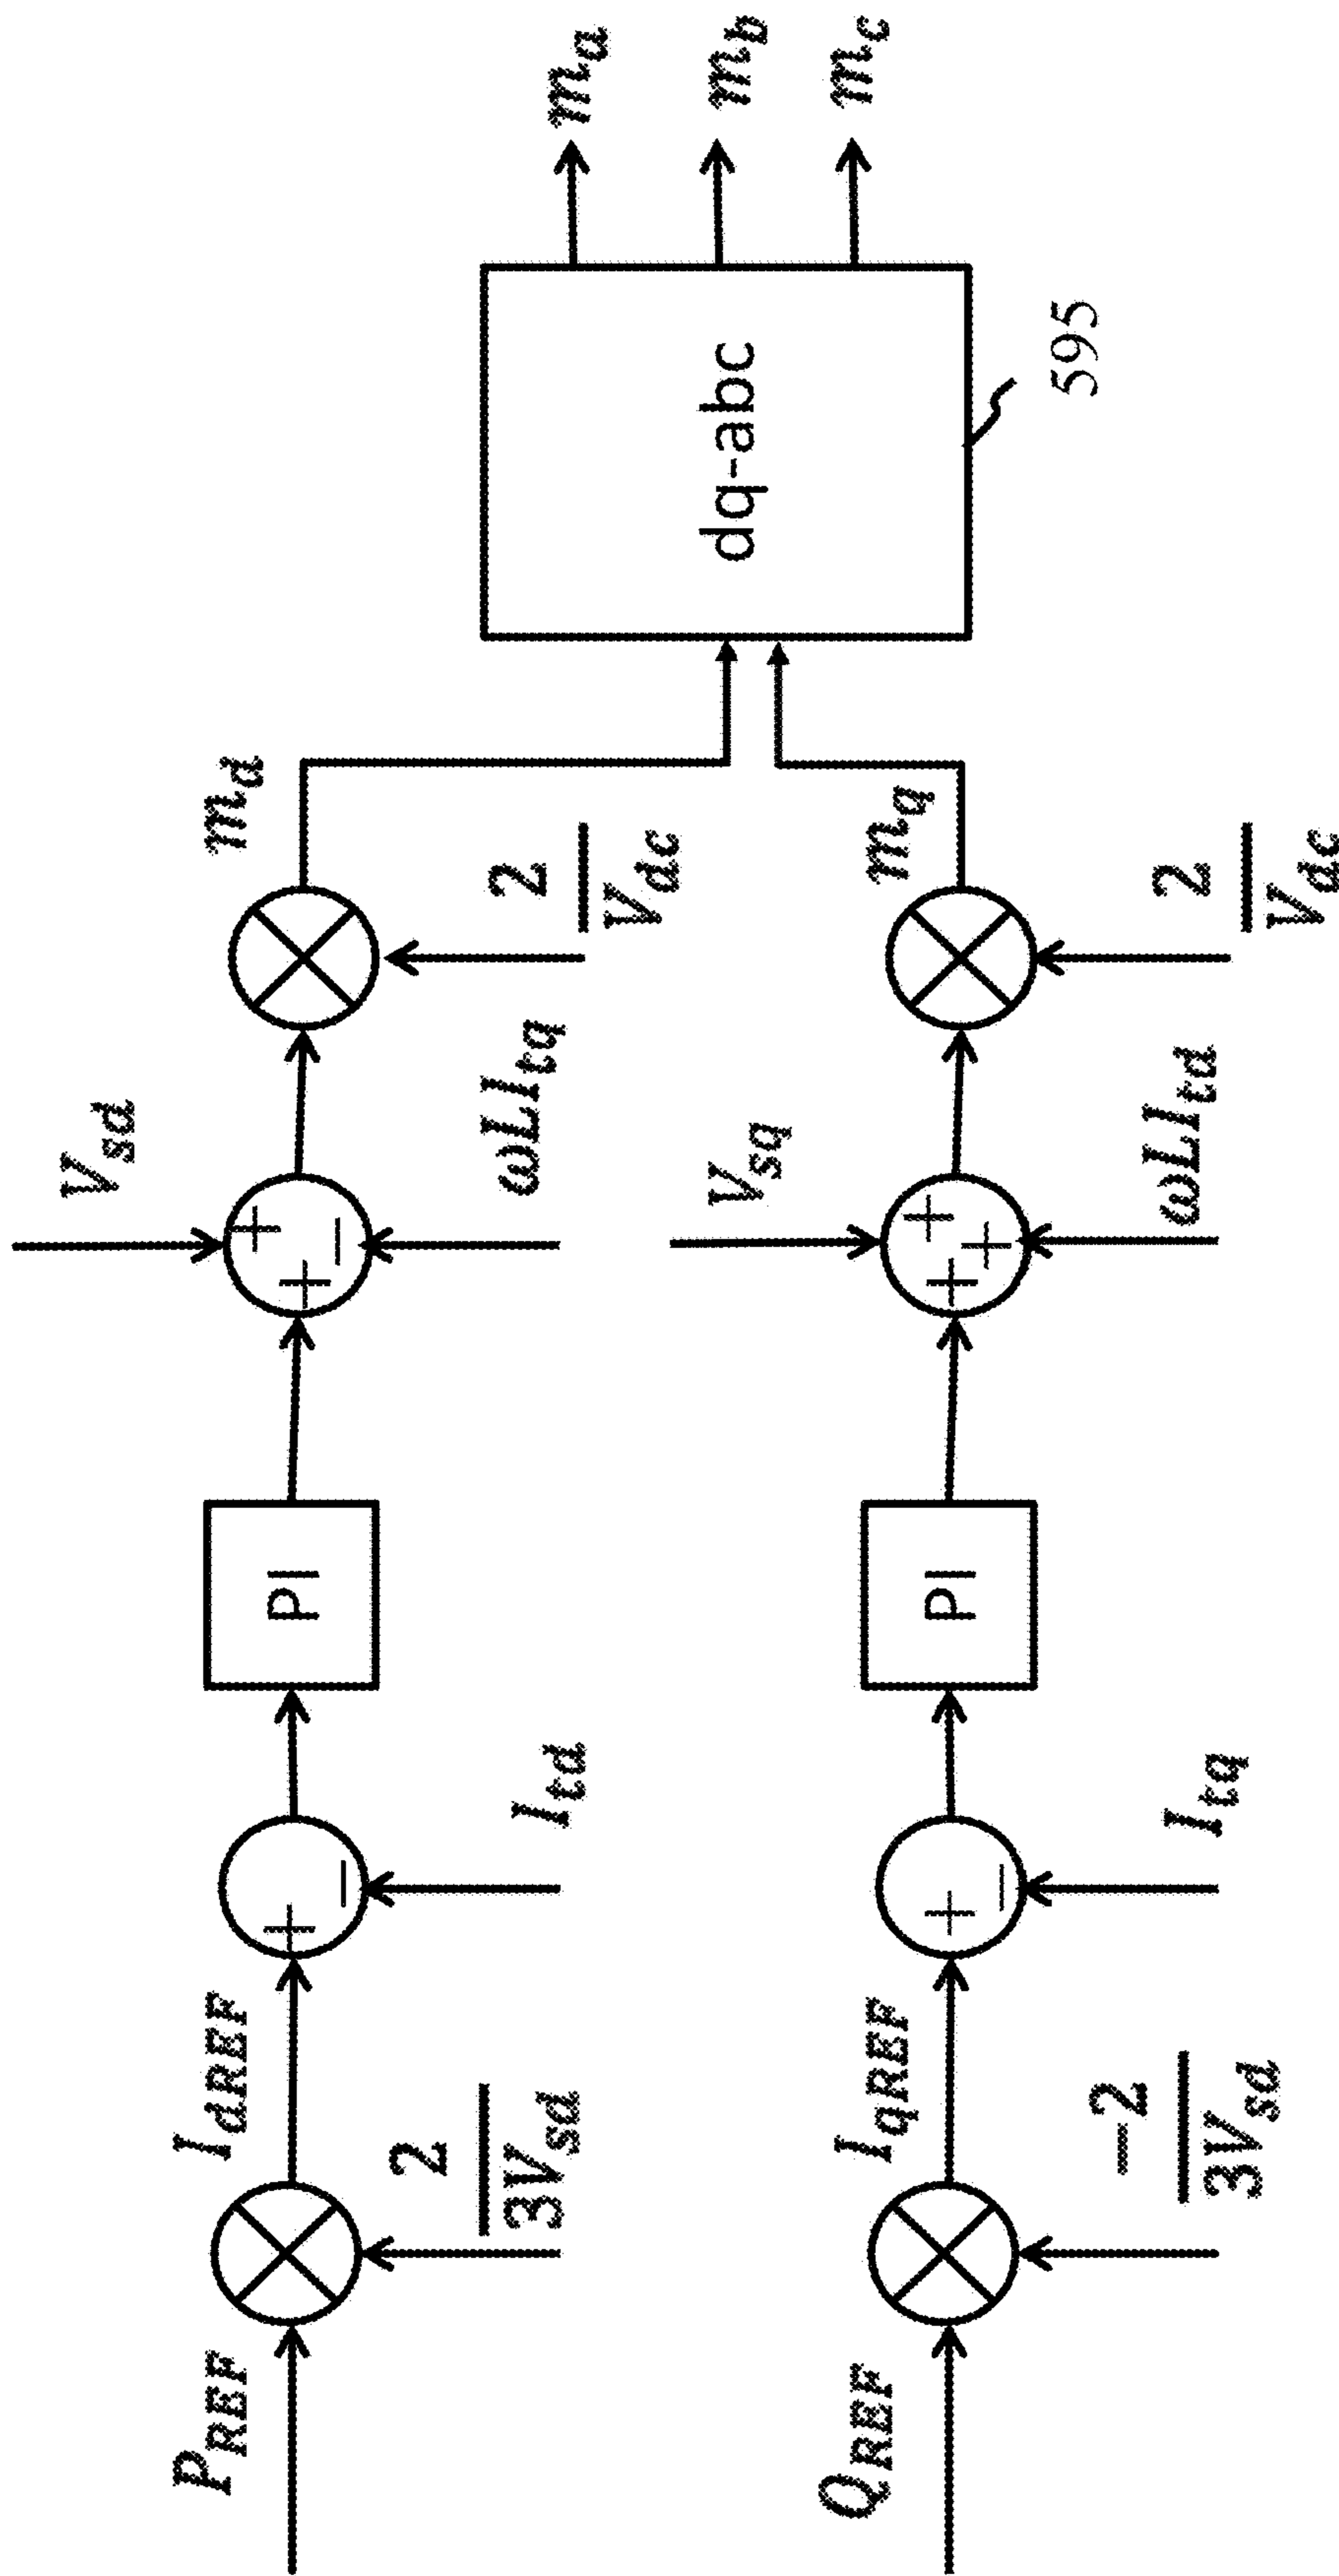 P_REF
I_dREF
2
3V_sd
+
−
I_td
PI
V_sd
+
+
−
ωLI_tq
m_d
2
V_dc
Q_REF
I_qREF
−2
3V_sd
+
−
I_tq
PI
V_sq
+
+
+
ωLI_td
m_q
2
V_dc
dq-abc
595
m_a
m_b
m_c